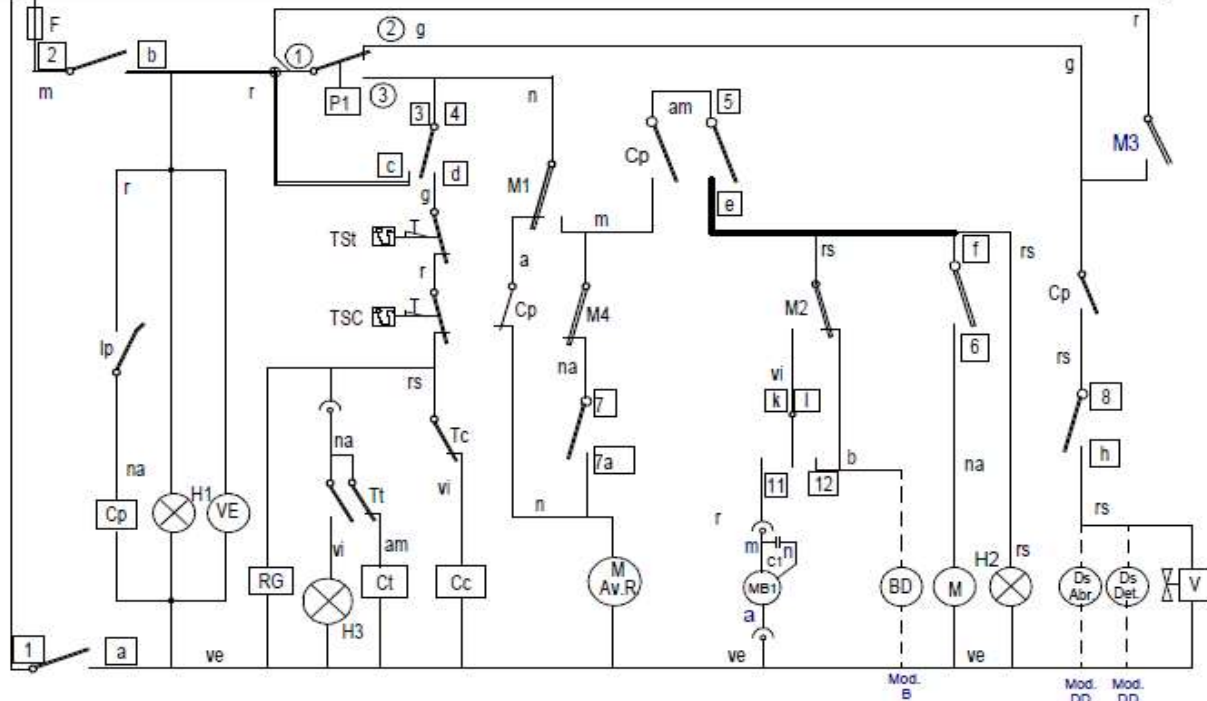 F
2
b
1
2
g
r
m
r
P1
3
n
3
4
am
5
g
c
d
Cp
M3
M1
e
r
g
m
TSt
T
rs
f
rs
r
a
Cp
TSC
T
Cp
M4
M2
Ip
6
rs
na
vi
rs
k
l
7
8
na
Tc
7a
h
na
b
11
12
na
Cp
H1
VE
Tt
vi
n
r
rs
vi
am
m
n
C1
H2
rs
RG
Ct
Cc
M
Av.R
MB1
BD
M
Ds
Abr.
Ds
Det.
V
H3
a
1
a
ve
ve
ve
Mod.
B
Mod.
DD
Mod.
DD